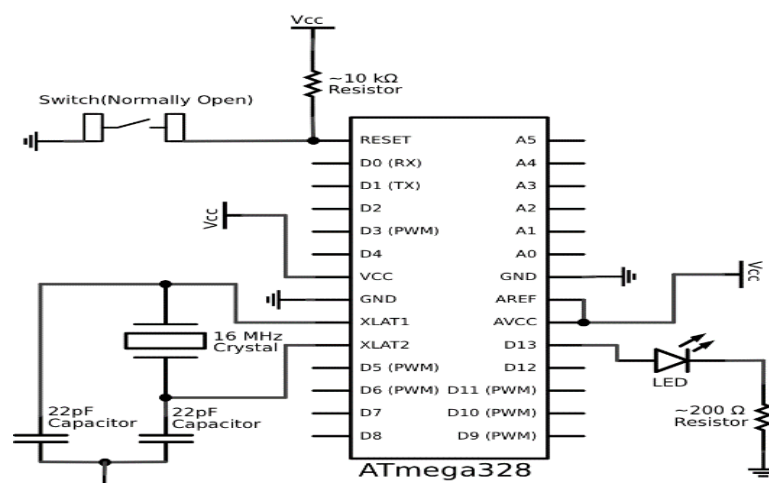 Vcc
~10 kΩ
Resistor
Switch(Normally Open)
RESET
D0 (RX)
D1 (TX)
D2
D3 (PWM)
D4
VCC
GND
XLAT1
XLAT2
D5 (PWM)
D6 (PWM)
D7
D8
A5
A4
A3
A2
A1
A0
GND
AREF
AVCC
D13
D12
D11 (PWM)
D10 (PWM)
D9 (PWM)
Vcc
Vcc
16 MHz
Crystal
LED
22pF
Capacitor
22pF
Capacitor
~200 Ω
Resistor
ATmega328